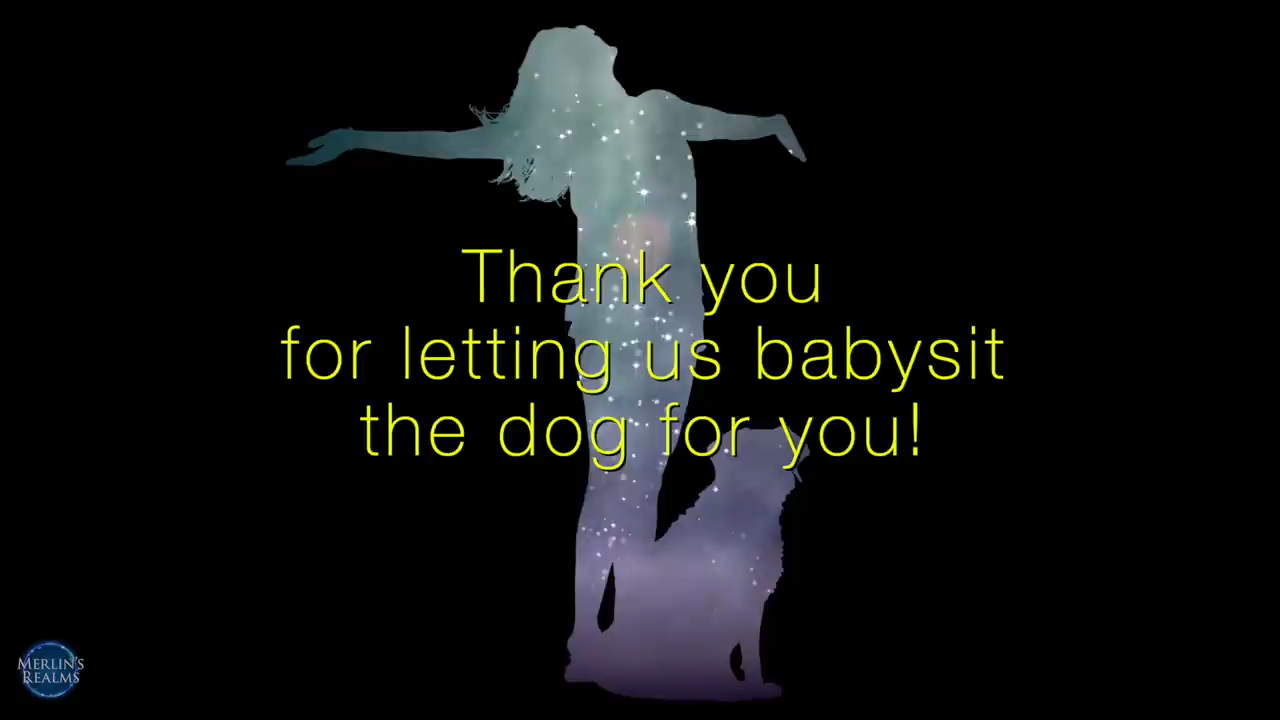 Thank you
for letting us babysit
the dog for you!
MERLIN'S
REALMS